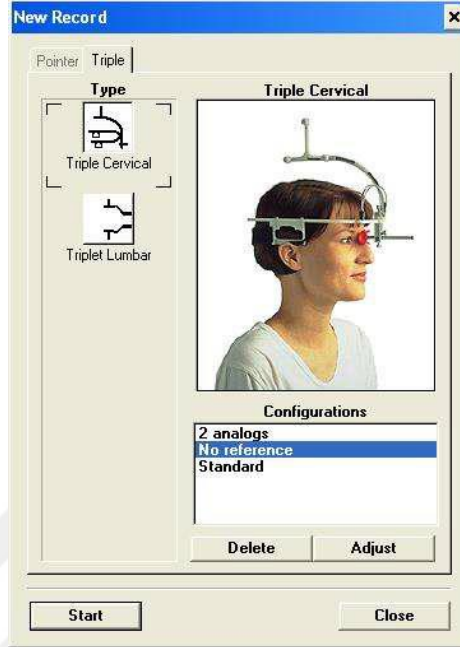 New Record
Pointer Triple
Type
Triple Cervical
Triplet Lumbar
Triple Cervical
Configurations
2 analogs
No reference
Standard
Delete Adjust
Start Close